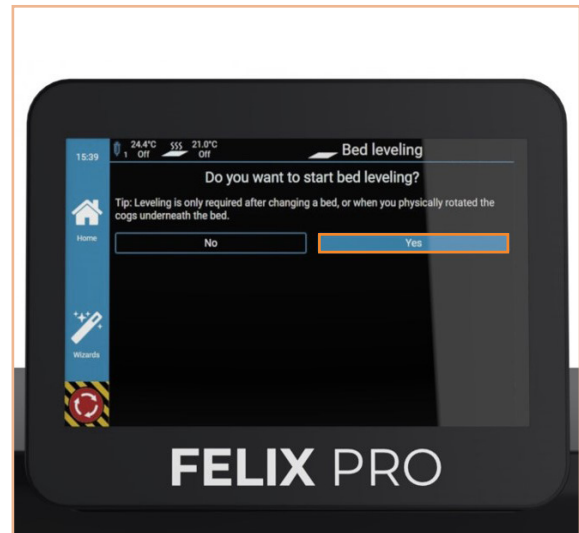 15:39
24.4°C
1 Off
21.0°C
Off
Bed leveling
Do you want to start bed leveling?
Tip: Leveling is only required after changing a bed, or when you physically rotated the
cogs underneath the bed.
Home
No
Yes
Wizards
FELIX PRO